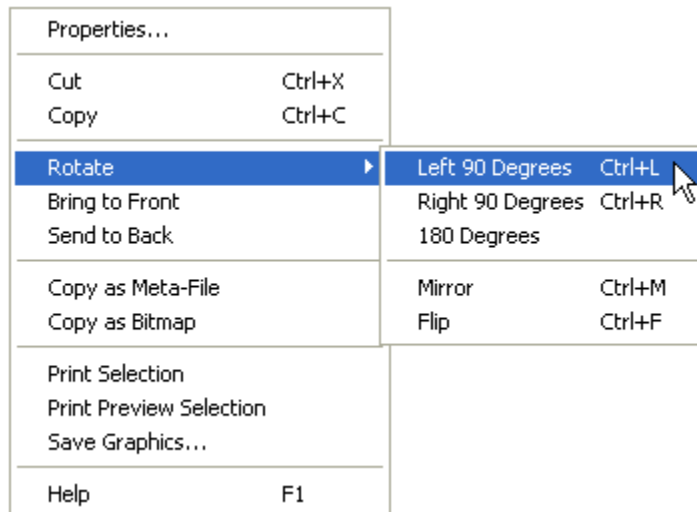 Properties...
Cut Ctrl+X
Copy Ctrl+C
Rotate
Bring to Front
Send to Back
Copy as Meta-File
Copy as Bitmap
Print Selection
Print Preview Selection
Save Graphics...
Help F1
Left 90 Degrees Ctrl+L
Right 90 Degrees Ctrl+R
180 Degrees
Mirror Ctrl+M
Flip Ctrl+F